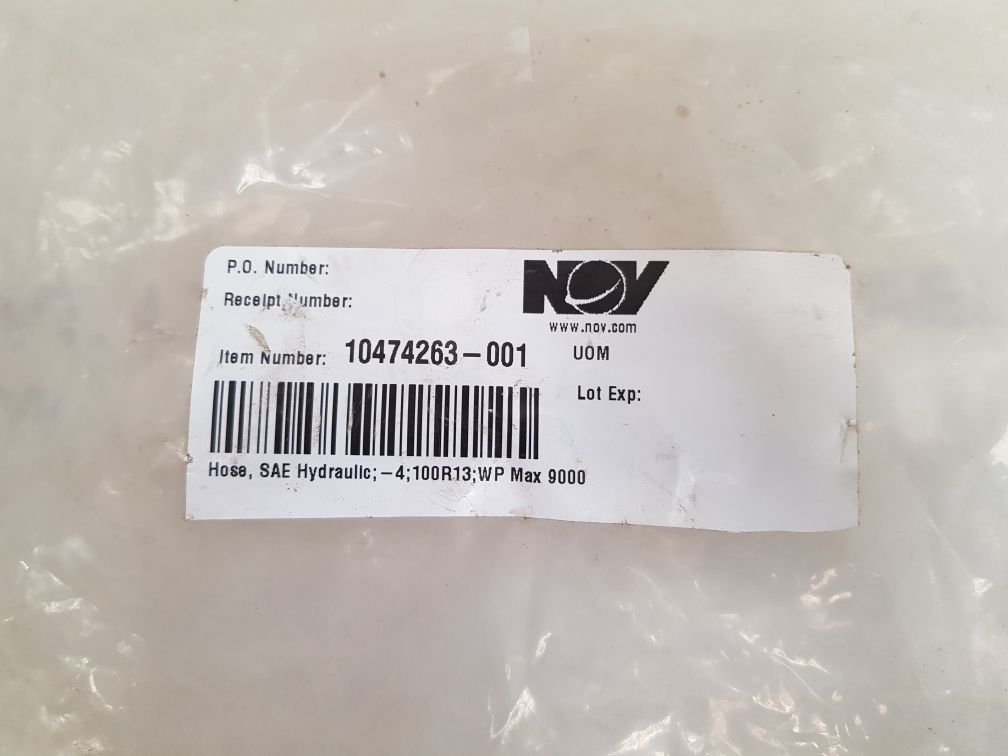 P.O. Number:
NOV
Receipt Number:
www.nov.com
Item Number: 10474263-001 UOM
Lot Exp:
Hose, SAE Hydraulic;-4;100R13;WP Max 9000